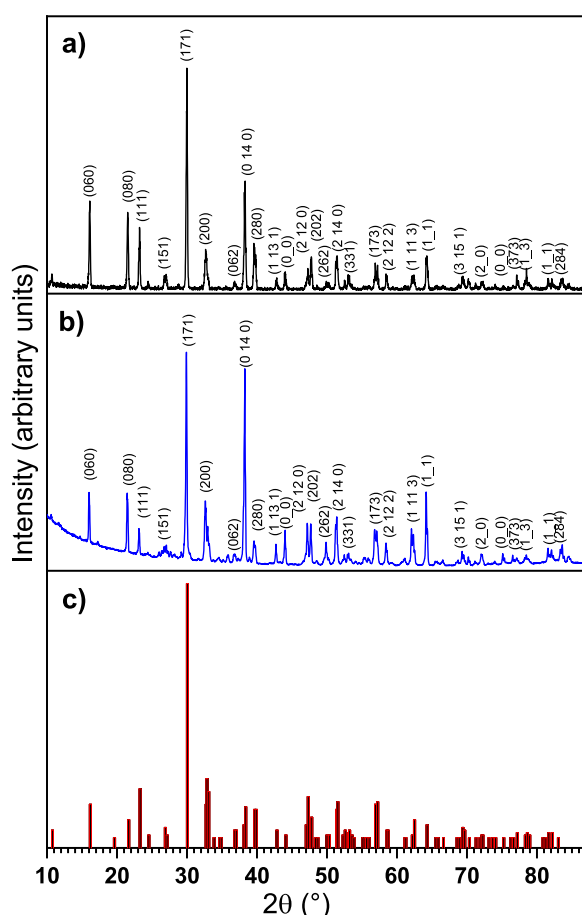 a)
(060)
(080)
(111)
(151)
(171)
(200)
(062)
(0 14 0)
(280)
(1 13 1)
(0_0)
(2 12 0)
(202)
(262)
(2 14 0)
(331)
(173)
(2 12 2)
(1 11 3)
(1_1)
(3 15 1)
(2_0)
(0_0)
(373)
(1_3)
(1_1)
(284)
b)
(060)
(080)
(111)
(151)
(171)
(200)
(062)
(0 14 0)
(280)
(1 13 1)
(0_0)
(2 12 0)
(202)
(262)
(2 14 0)
(331)
(173)
(2 12 2)
(1 11 3)
(1_1)
(3 15 1)
(2_0)
(0_0)
(373)
(1_3)
(1_1)
(284)
c)
Intensity (arbitrary units)
10 20 30 40 50 60 70 80
2θ (°)